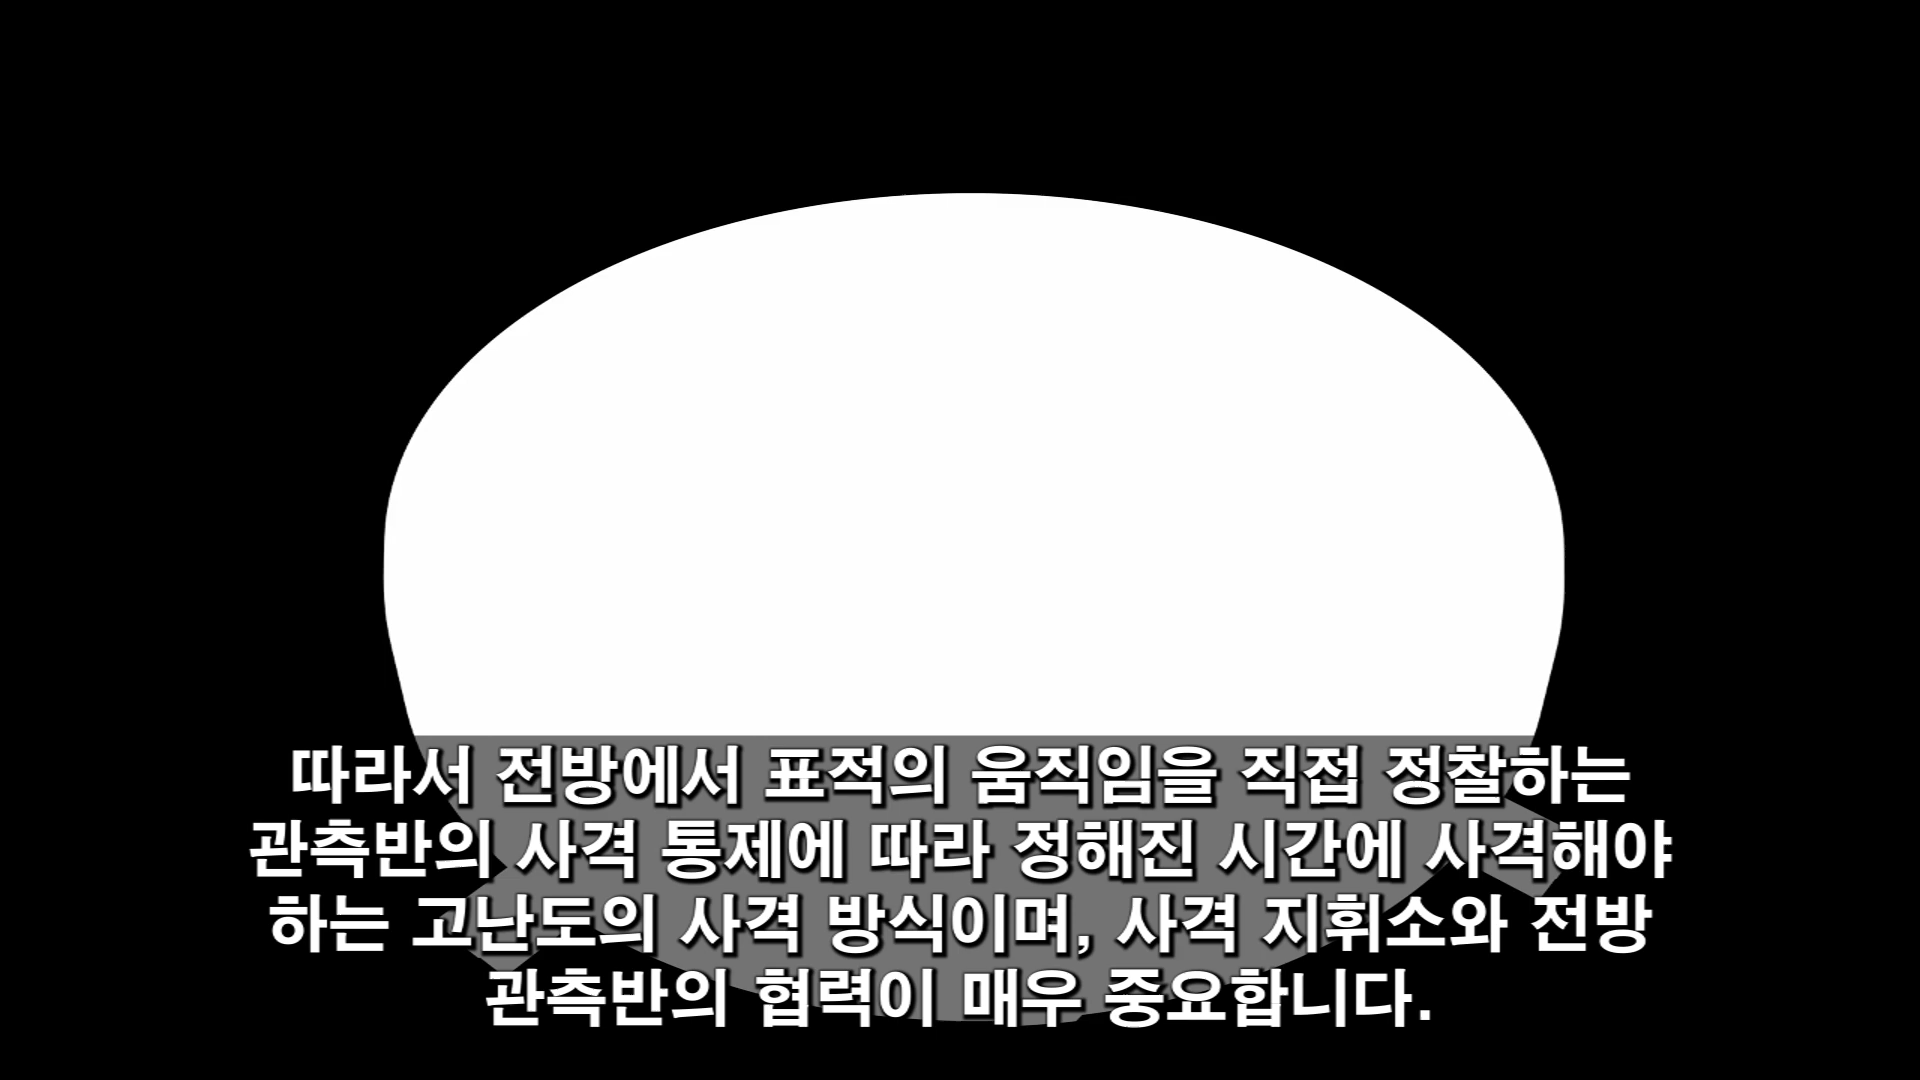 따라서 전방에서 표적의 움직임을 직접 정찰하는
관측반의 사격 통제에 따라 정해진 시간에 사격해야
하는 고난도의 사격 방식이며, 사격 지휘소와 전방
관측반의 협력이 매우 중요합니다.